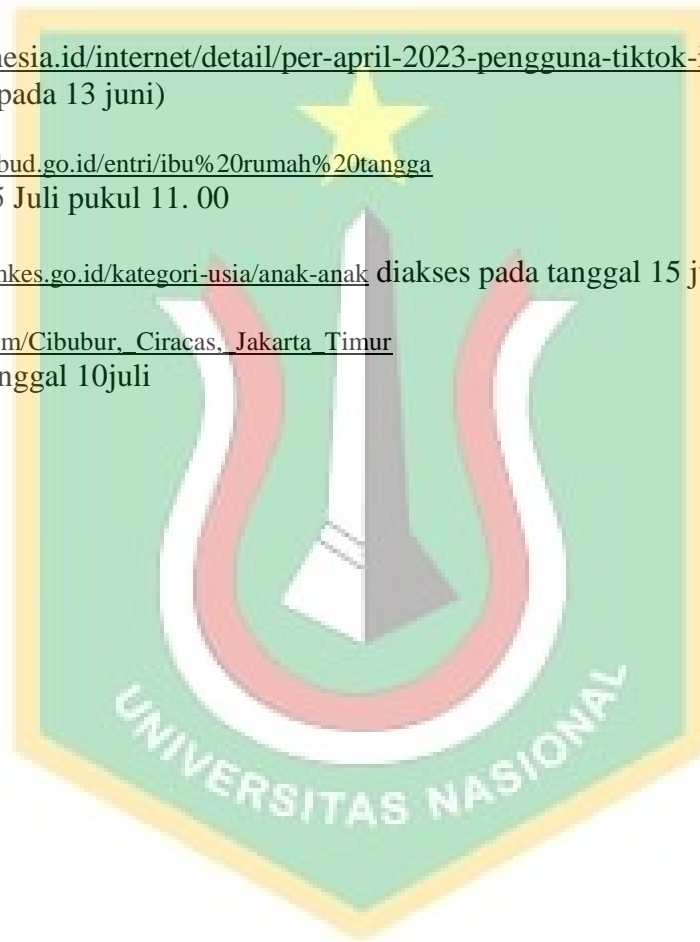 nesia.id/internet/detail/per-april-2023-pengguna-tiktok-
pada 13 juni)
bud.go.id/entri/ibu%20rumah%20tangga
5 Juli pukul 11. 00
nkes.go.id/kategori-usia/anak-anak diakses pada tanggal 15 j
m/Cibubur,_Ciracas,_Jakarta_Timur
nggal 10juli
UNIVERSITAS NASIONAL